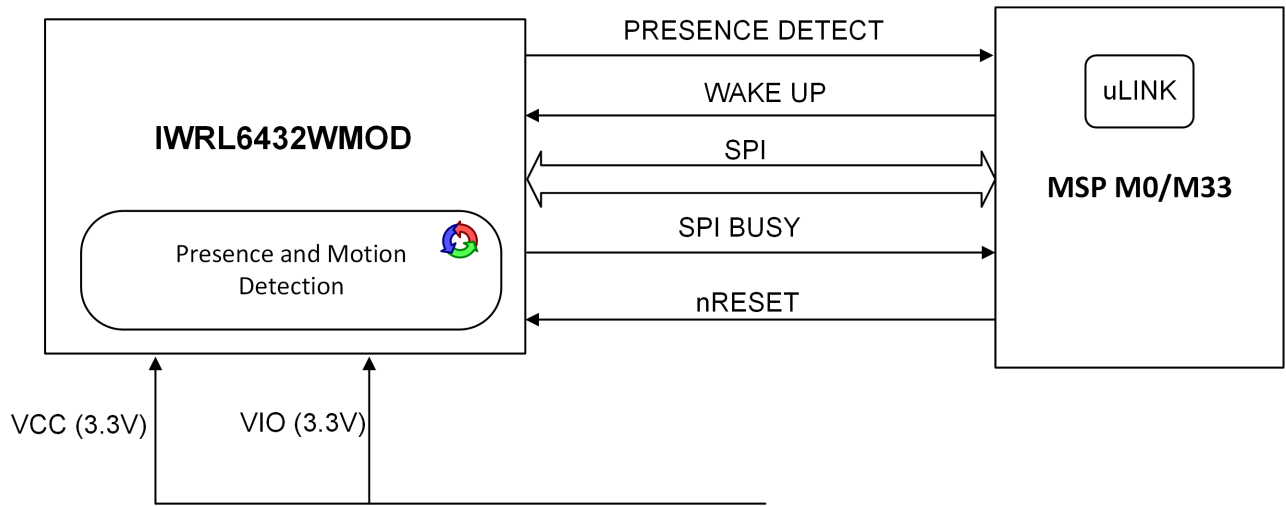 PRESENCE DETECT
WAKE UP
uLINK
IWRL6432WMOD
SPI
MSP M0/M33
SPI BUSY
Presence and Motion
Detection
nRESET
VCC (3.3V)
VIO (3.3V)